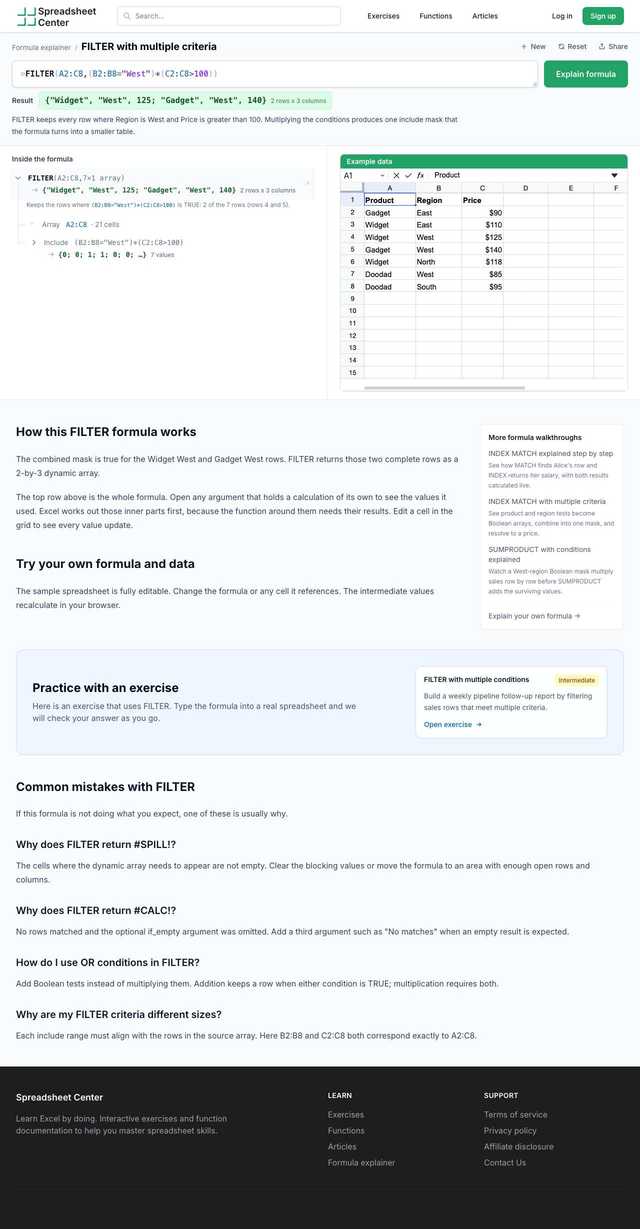 Spreadsheet
Center
Search...
Exercises
Functions
Articles
Log in
Sign up
Formula explainer / FILTER with multiple criteria
New
Reset
Share
=FILTER(A2:C8,(B2:B8="West")*(C2:C8>100))
Explain formula
Result {"Widget", "West", 125; "Gadget", "West", 140} 2 rows x 3 columns
FILTER keeps every row where Region is West and Price is greater than 100. Multiplying the conditions produces one include mask that
the formula turns into a smaller table.
Inside the formula
FILTER(A2:C8,7×1 array)
→ {"Widget", "West", 125; "Gadget", "West", 140} 2 rows x 3 columns
Keeps the rows where (B2:B8="West")*(C2:C8>100) is TRUE: 2 of the 7 rows (rows 4 and 5).
Array A2:C8 · 21 cells
Include (B2:B8="West")*(C2:C8>100)
→ {0; 0; 1; 1; 0; 0; …} 7 values
Example data
A1 fx Product
A B C D E F
1 Product Region Price
2 Gadget East $90
3 Widget East $110
4 Widget West $125
5 Gadget West $140
6 Widget North $118
7 Doodad West $85
8 Doodad South $95
9
10
11
12
13
14
15
How this FILTER formula works
The combined mask is true for the Widget West and Gadget West rows. FILTER returns those two complete rows as a
2-by-3 dynamic array.
The top row above is the whole formula. Open any argument that holds a calculation of its own to see the values it
used. Excel works out those inner parts first, because the function around them needs their results. Edit a cell in the
grid to see every value update.
Try your own formula and data
The sample spreadsheet is fully editable. Change the formula or any cell it references. The intermediate values
recalculate in your browser.
More formula walkthroughs
INDEX MATCH explained step by step
See how MATCH finds Alice's row and
INDEX returns her salary, with both results
calculated live.
INDEX MATCH with multiple criteria
See product and region tests become
Boolean arrays, combine into one mask, and
resolve to a price.
SUMPRODUCT with conditions
explained
Watch a West-region Boolean mask multiply
sales row by row before SUMPRODUCT
adds the surviving values.
Explain your own formula →
Practice with an exercise
Here is an exercise that uses FILTER. Type the formula into a real spreadsheet and we
will check your answer as you go.
FILTER with multiple conditions
Intermediate
Build a weekly pipeline follow-up report by filtering
sales rows that meet multiple criteria.
Open exercise →
Common mistakes with FILTER
If this formula is not doing what you expect, one of these is usually why.
Why does FILTER return #SPILL!?
The cells where the dynamic array needs to appear are not empty. Clear the blocking values or move the formula to an area with enough open rows and
columns.
Why does FILTER return #CALC!?
No rows matched and the optional if_empty argument was omitted. Add a third argument such as "No matches" when an empty result is expected.
How do I use OR conditions in FILTER?
Add Boolean tests instead of multiplying them. Addition keeps a row when either condition is TRUE; multiplication requires both.
Why are my FILTER criteria different sizes?
Each include range must align with the rows in the source array. Here B2:B8 and C2:C8 both correspond exactly to A2:C8.
Spreadsheet Center
Learn Excel by doing. Interactive exercises and function
documentation to help you master spreadsheet skills.
LEARN
Exercises
Functions
Articles
Formula explainer
SUPPORT
Terms of service
Privacy policy
Affiliate disclosure
Contact Us